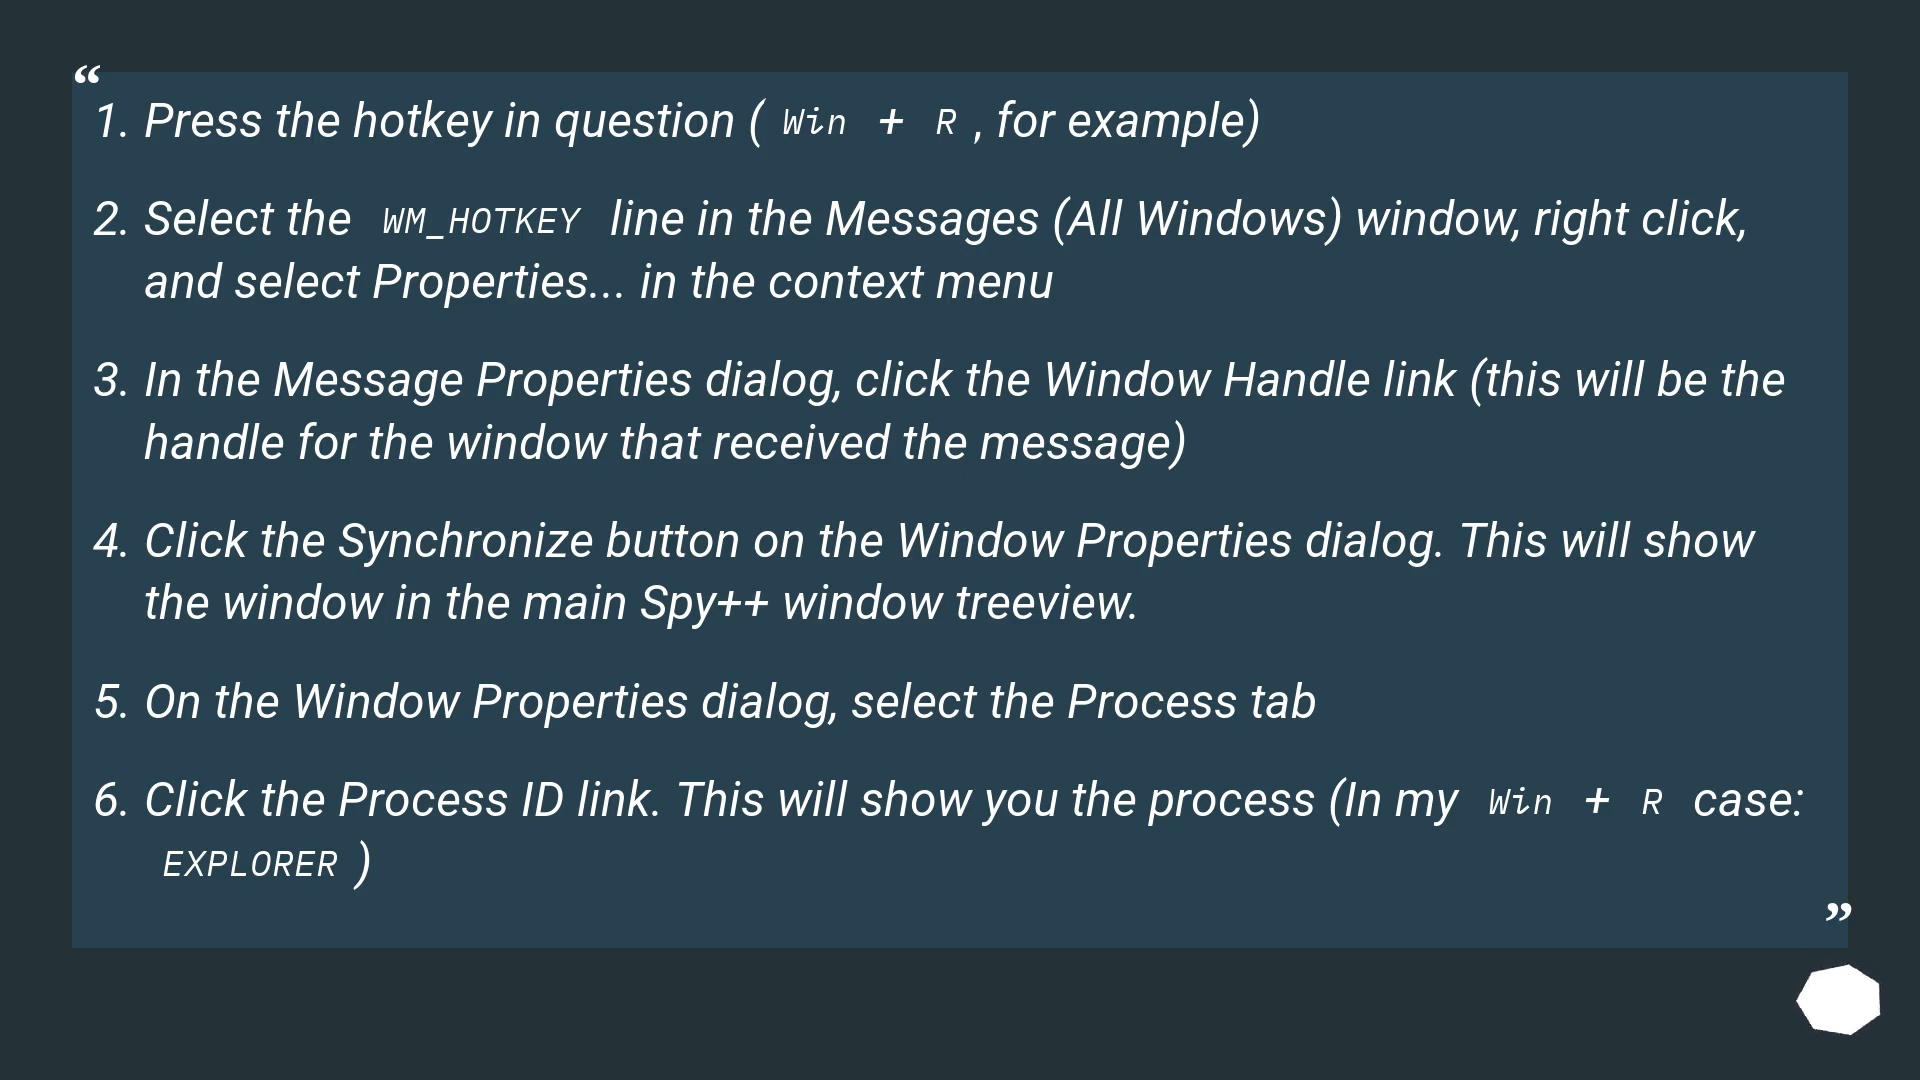 “
1. Press the hotkey in question ( Win + R , for example)
2. Select the WM_HOTKEY line in the Messages (All Windows) window, right click,
and select Properties... in the context menu
3. In the Message Properties dialog, click the Window Handle link (this will be the
handle for the window that received the message)
4. Click the Synchronize button on the Window Properties dialog. This will show
the window in the main Spy++ window treeview.
5. On the Window Properties dialog, select the Process tab
6. Click the Process ID link. This will show you the process (In my Win + R case:
EXPLORER )
”